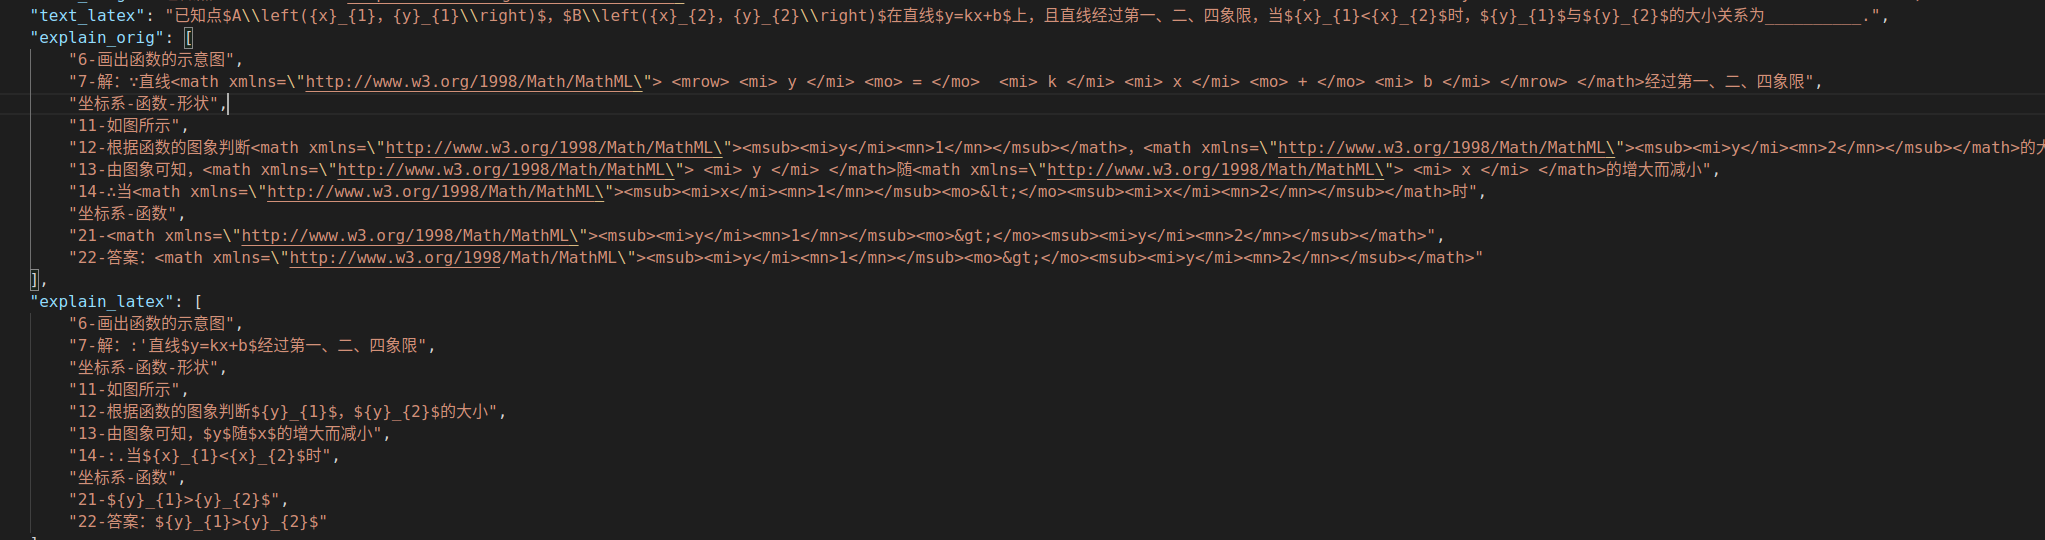 "text_latex": "已知点$A\\left({x}_{1}，{y}_{1}\\right)$，$B\\left({x}_{2}，{y}_{2}\\right)$在直线$y=kx+b$上，且直线经过第一、二、四象限，当${x}_{1}<{x}_{2}$时，${y}_{1}$与${y}_{2}$的大小关系为__________.",
"explain_orig": [
"6-画出函数的示意图",
"7-解：∵直线<math xmlns=\"http://www.w3.org/1998/Math/MathML\"> <mrow> <mi> y </mi> <mo> = </mo>  <mi> k </mi> <mi> x </mi> <mo> + </mo> <mi> b </mi> </mrow> </math>经过第一、二、四象限",
"坐标系-函数-形状",
"11-如图所示",
"12-根据函数的图象判断<math xmlns=\"http://www.w3.org/1998/Math/MathML\"><msub><mi>y</mi><mn>1</mn></msub></math>，<math xmlns=\"http://www.w3.org/1998/Math/MathML\"><msub><mi>y</mi><mn>2</mn></msub></math>的
"13-由图象可知，<math xmlns=\"http://www.w3.org/1998/Math/MathML\"> <mi> y </mi> </math>随<math xmlns=\"http://www.w3.org/1998/Math/MathML\"> <mi> x </mi> </math>的增大而减小",
"14-∴当<math xmlns=\"http://www.w3.org/1998/Math/MathML\"><msub><mi>x</mi><mn>1</mn></msub><mo>&lt;</mo><msub><mi>x</mi><mn>2</mn></msub></math>时",
"坐标系-函数",
"21-<math xmlns=\"http://www.w3.org/1998/Math/MathML\"><msub><mi>y</mi><mn>1</mn></msub><mo>&gt;</mo><msub><mi>y</mi><mn>2</mn></msub></math>",
"22-答案：<math xmlns=\"http://www.w3.org/1998/Math/MathML\"><msub><mi>y</mi><mn>1</mn></msub><mo>&gt;</mo><msub><mi>y</mi><mn>2</mn></msub></math>"
],
"explain_latex": [
"6-画出函数的示意图",
"7-解：:'直线$y=kx+b$经过第一、二、四象限",
"坐标系-函数-形状",
"11-如图所示",
"12-根据函数的图象判断${y}_{1}$，${y}_{2}$的大小",
"13-由图象可知，$y$随$x$的增大而减小",
"14-:.当${x}_{1}<{x}_{2}$时",
"坐标系-函数",
"21-${y}_{1}>{y}_{2}$",
"22-答案：${y}_{1}>{y}_{2}$"